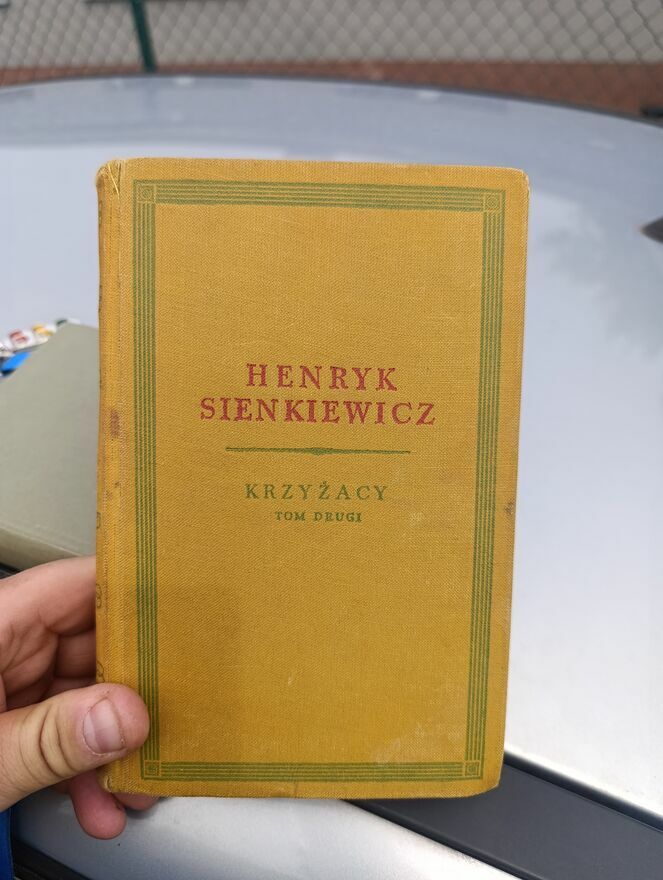 HENRYK
SIENKIEWICZ
KRZYŻACY
TOM DRUGI